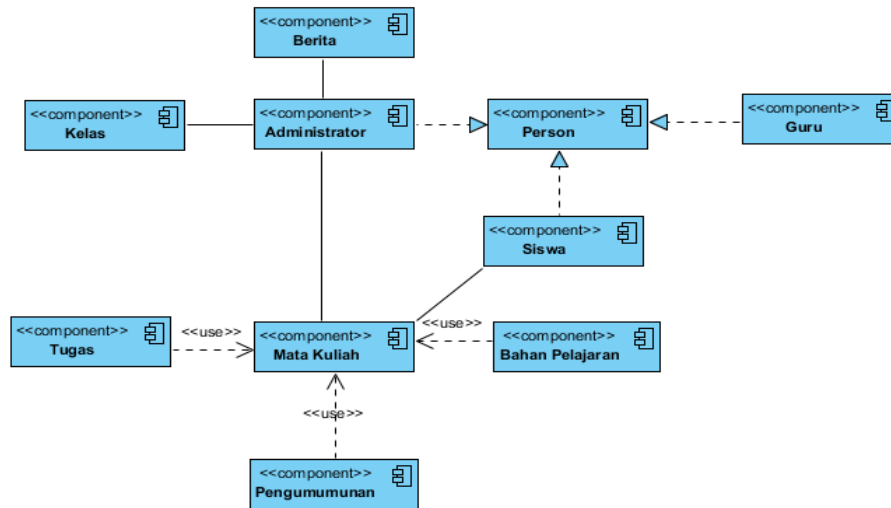 <<component>>
Berita
<<component>>
Kelas
<<component>>
Administrator
<<component>>
Person
<<component>>
Guru
<<component>>
Siswa
<<component>>
Tugas
<<use>>
<<component>>
Mata Kuliah
<<use>>
<<component>>
Bahan Pelajaran
<<use>>
<<component>>
Pengumumunan